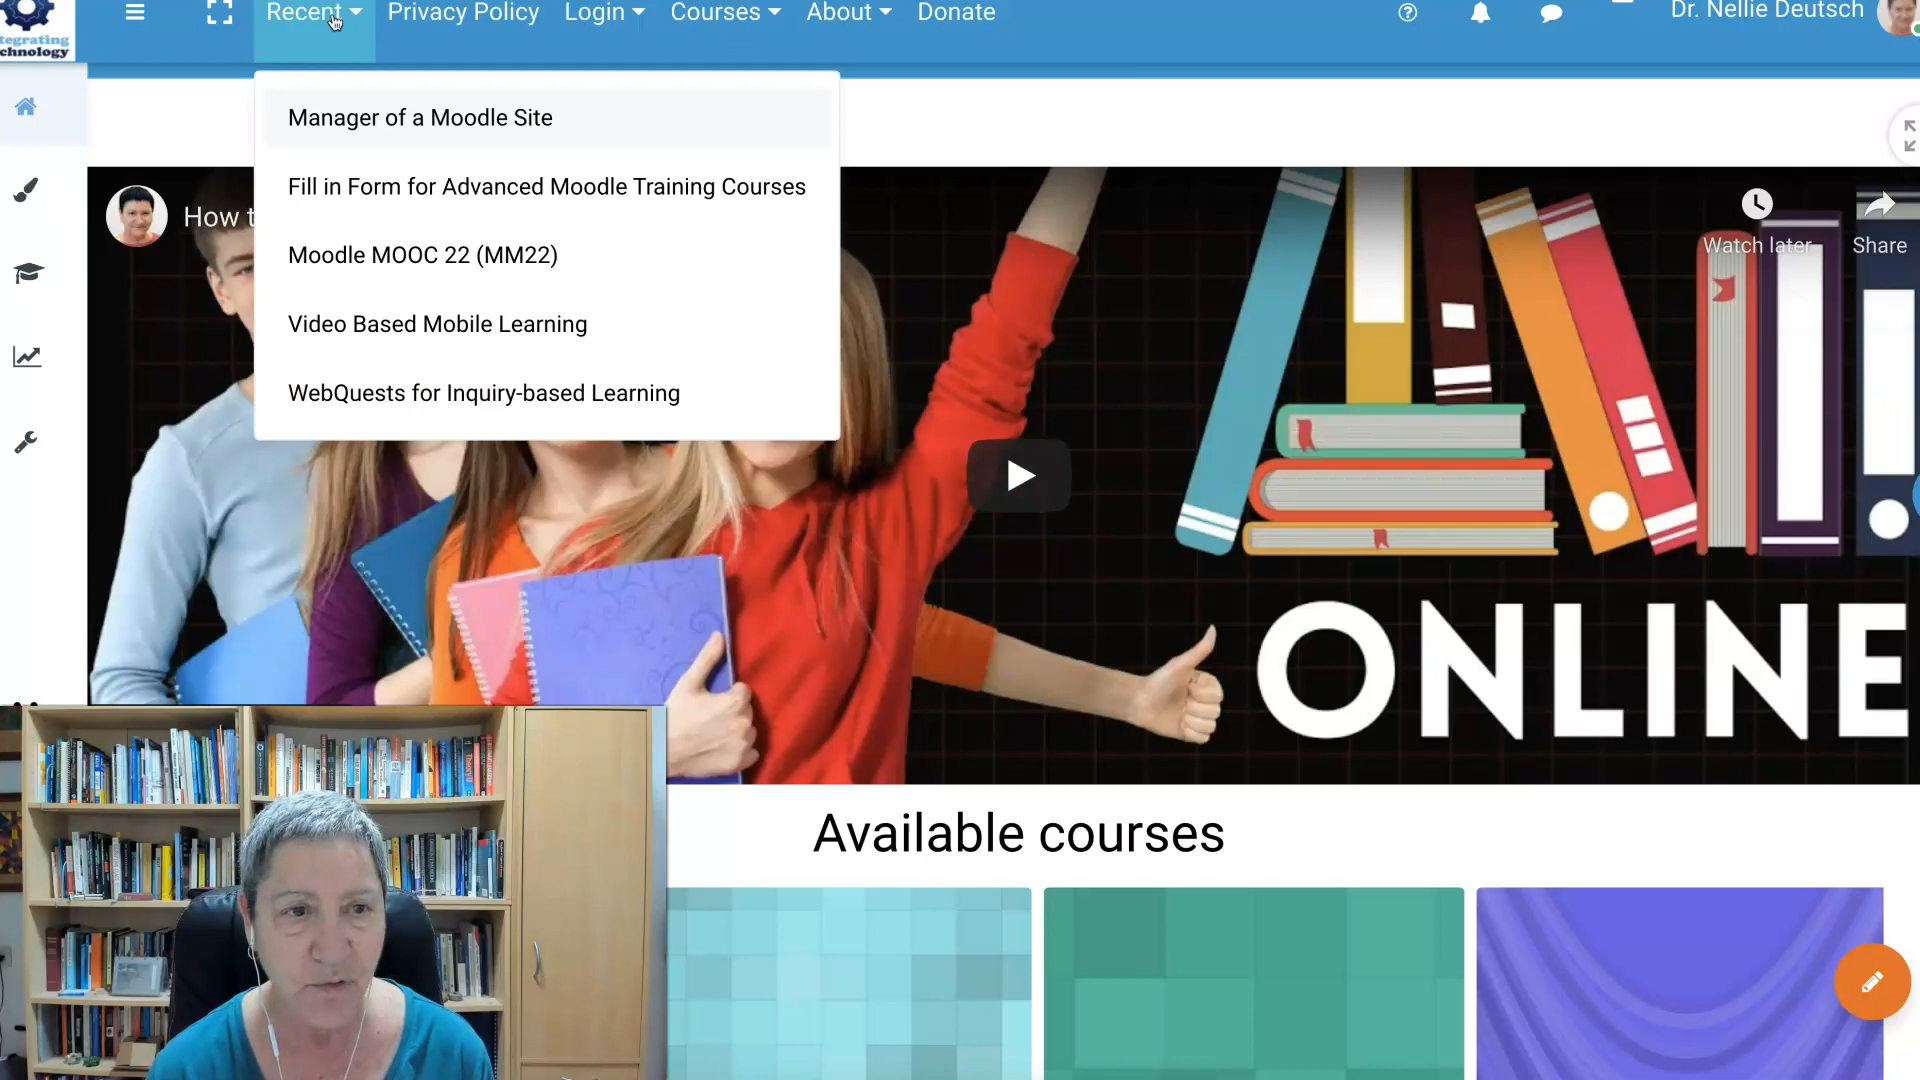 Integrating
Technology
Recent
Privacy Policy
Login
Courses
About
Donate
Dr. Nellie Deutsch
Manager of a Moodle Site
Fill in Form for Advanced Moodle Training Courses
Moodle MOOC 22 (MM22)
Video Based Mobile Learning
WebQuests for Inquiry-based Learning
How t
Watch later
Share
ONLINE
Available courses